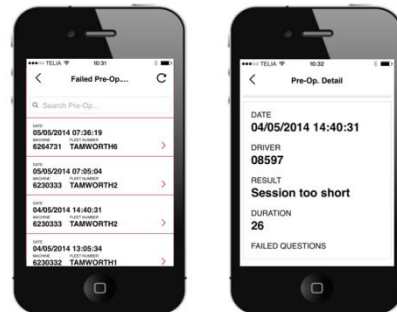 TELIA 10:31
Failed Pre-Op....
Search Pre-Op...
DATE
05/05/2014 07:36:19
MACHINE FLEET NUMBER
6264731 TAMWORTH6
DATE
05/05/2014 07:05:04
MACHINE FLEET NUMBER
6230333 TAMWORTH2
DATE
04/05/2014 14:40:31
MACHINE FLEET NUMBER
6230333 TAMWORTH2
DATE
04/05/2014 13:05:34
MACHINE FLEET NUMBER
6230332 TAMWORTH1
TELIA 10:32
Pre-Op. Detail
DATE
04/05/2014 14:40:31
DRIVER
08597
RESULT
Session too short
DURATION
26
FAILED QUESTIONS